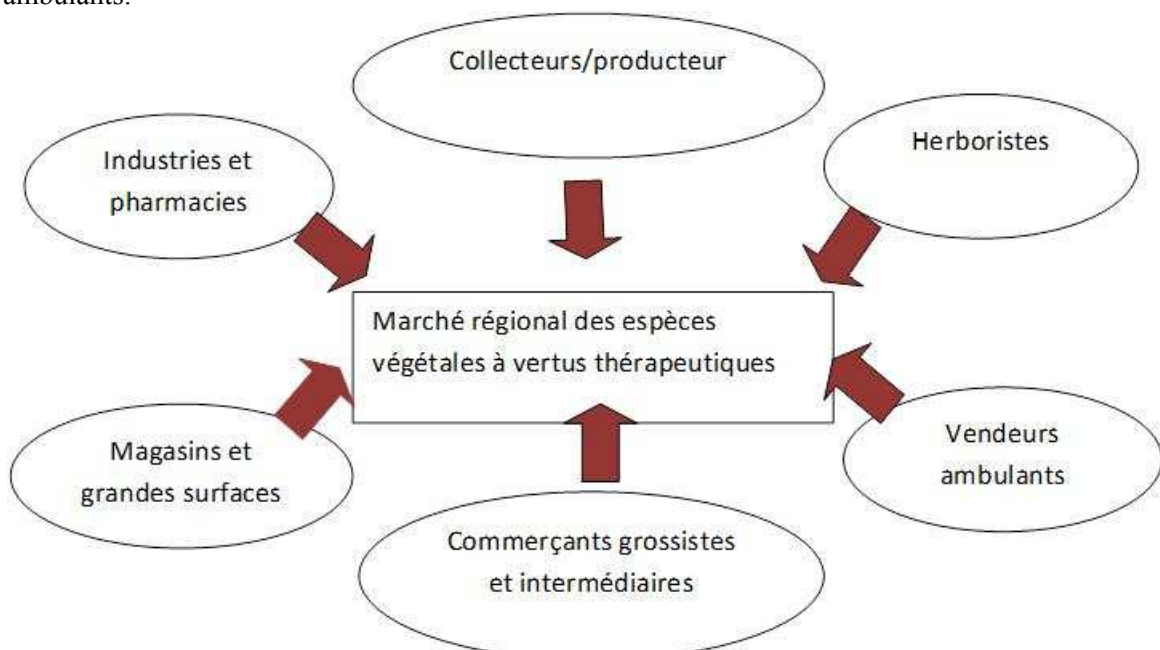 ambulants.
Collecteurs/producteur
Industries et
pharmacies
Herboristes
Marché régional des espèces
végétales à vertus thérapeutiques
Magasins et
grandes surfaces
Vendeurs
ambulants
Commerçants grossistes
et intermédiaires